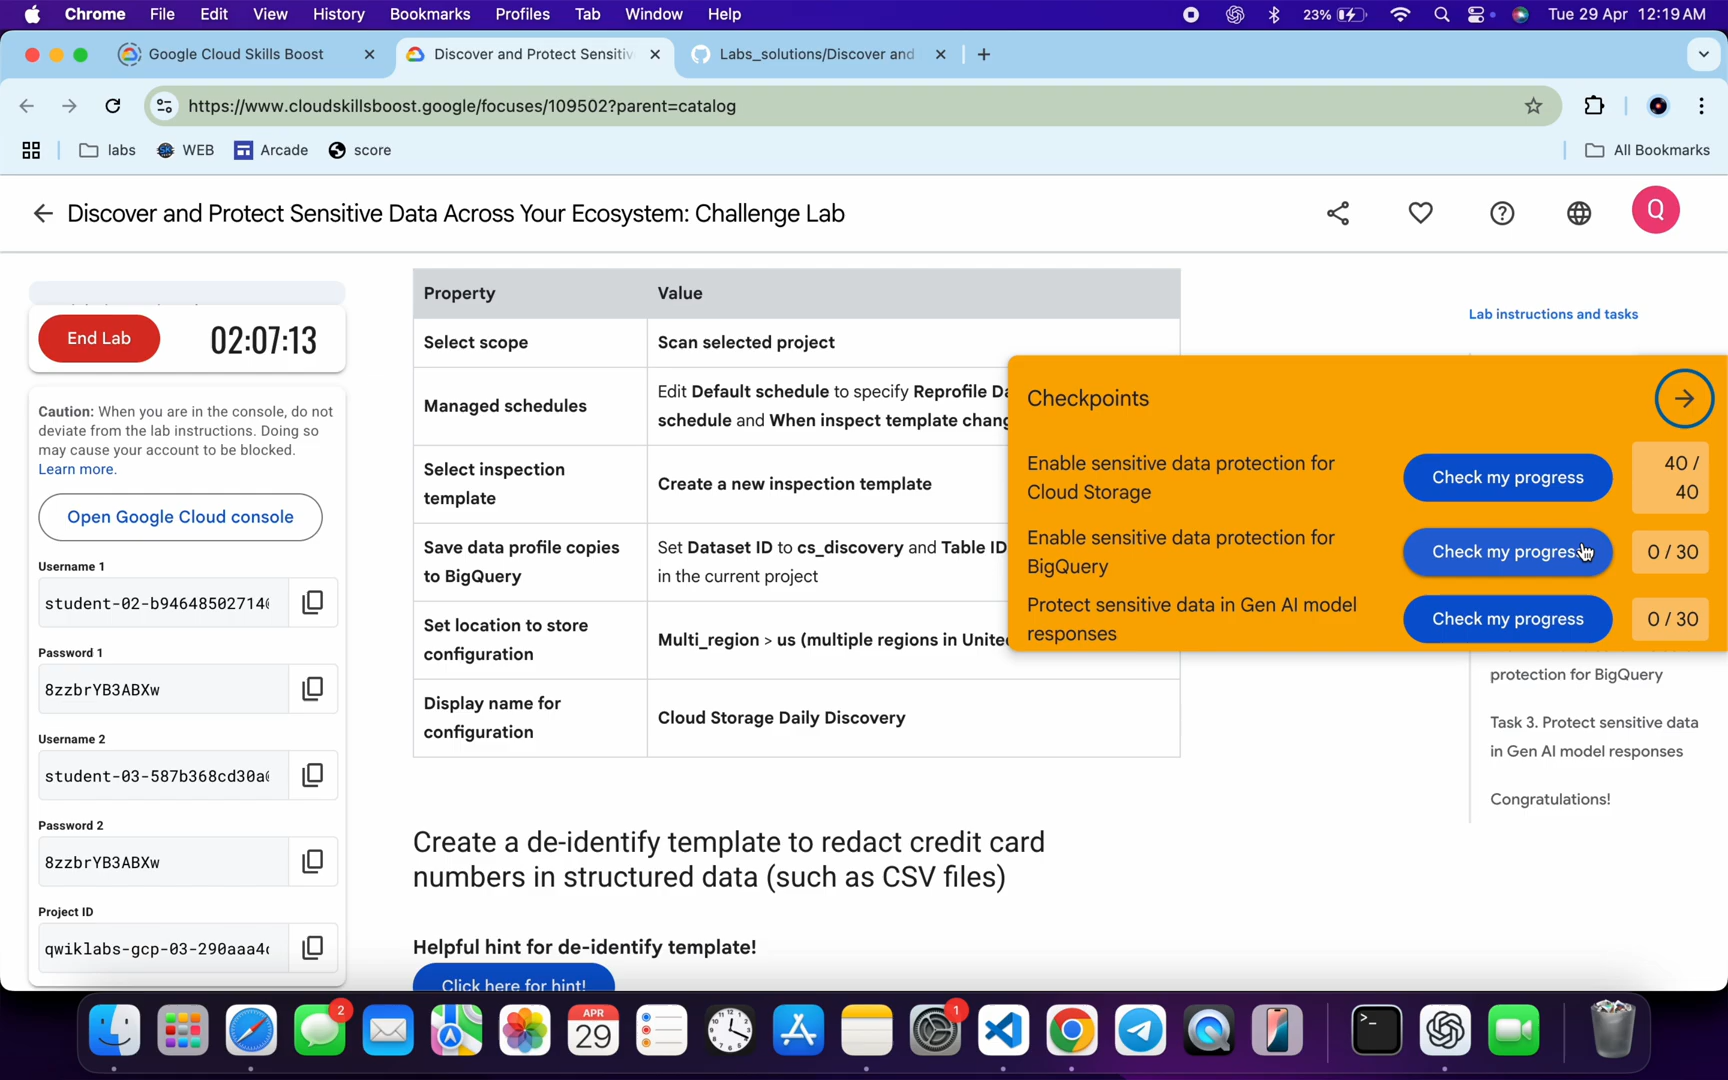 Chrome File Edit View History Bookmarks Profiles Tab Window Help 23% Tue 29 Apr 12:19 AM
Google Cloud Skills Boost
Discover and Protect Sensitiv
Labs_solutions/Discover and
https://www.cloudskillsboost.google/focuses/109502?parent=catalog
labs WEB Arcade score All Bookmarks
Discover and Protect Sensitive Data Across Your Ecosystem: Challenge Lab
Q
End Lab 02:07:13
Caution: When you are in the console, do not
deviate from the lab instructions. Doing so
may cause your account to be blocked.
Learn more.
Open Google Cloud console
Username 1
student-02-b94648502714
Password 1
8zzbrYB3ABXw
Username 2
student-03-587b368cd30a
Password 2
8zzbrYB3ABXw
Project ID
qwiklabs-gcp-03-290aaa4
Property Value
Select scope Scan selected project
Managed schedules Edit Default schedule to specify Reprofile Da
schedule and When inspect template chang
Select inspection
template
Create a new inspection template
Save data profile copies
to BigQuery
Set Dataset ID to cs_discovery and Table ID
in the current project
Set location to store
configuration
Multi_region > us (multiple regions in Unite
Display name for
configuration
Cloud Storage Daily Discovery
Create a de-identify template to redact credit card
numbers in structured data (such as CSV files)
Helpful hint for de-identify template!
Click here for hint!
Lab instructions and tasks
Checkpoints
Enable sensitive data protection for
Cloud Storage
Check my progress
40 /
40
Enable sensitive data protection for
BigQuery
Check my progress
0 / 30
Protect sensitive data in Gen AI model
responses
Check my progress
0 / 30
protection for BigQuery
Task 3. Protect sensitive data
in Gen AI model responses
Congratulations!
2
APR
29
1